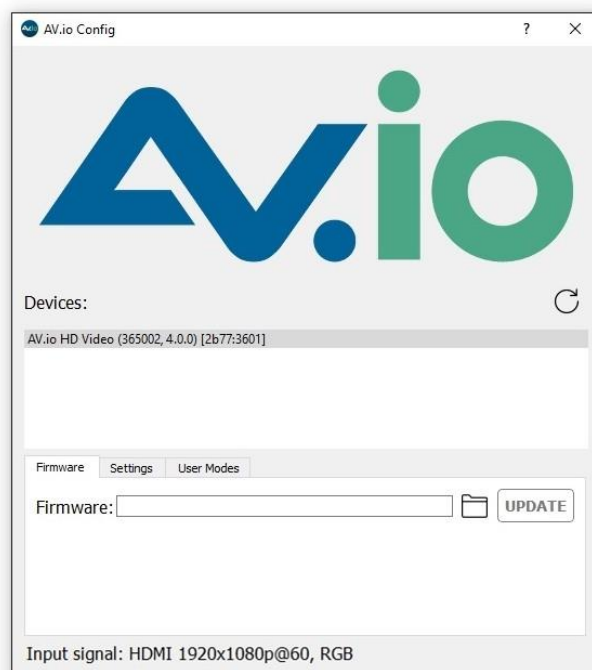 AV.io Config ? ×
AV.io
Devices:
AV.io HD Video (365002, 4.0.0) [2b77:3601]
Firmware Settings User Modes
Firmware: UPDATE
Input signal: HDMI 1920x1080p@60, RGB